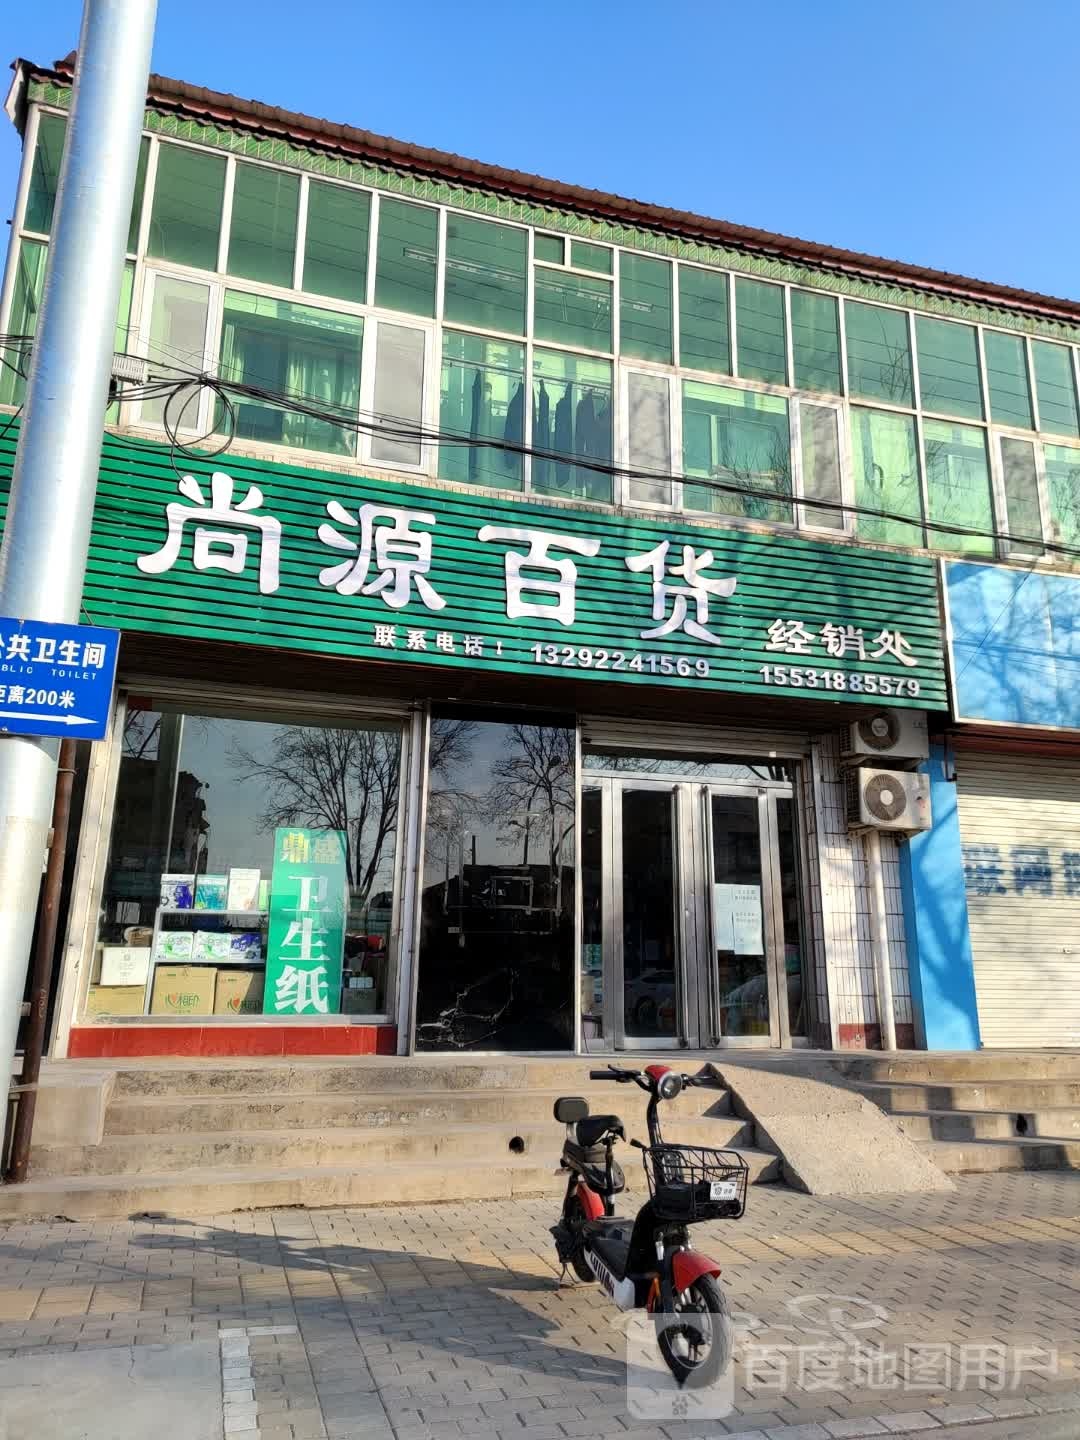 尚源百货 经销处
联系电话: 13292241569 15531885579
公共卫生间
PUBLIC TOILET
距离200米
鼎盛
卫生纸
心相印
心相印
百度地图用户